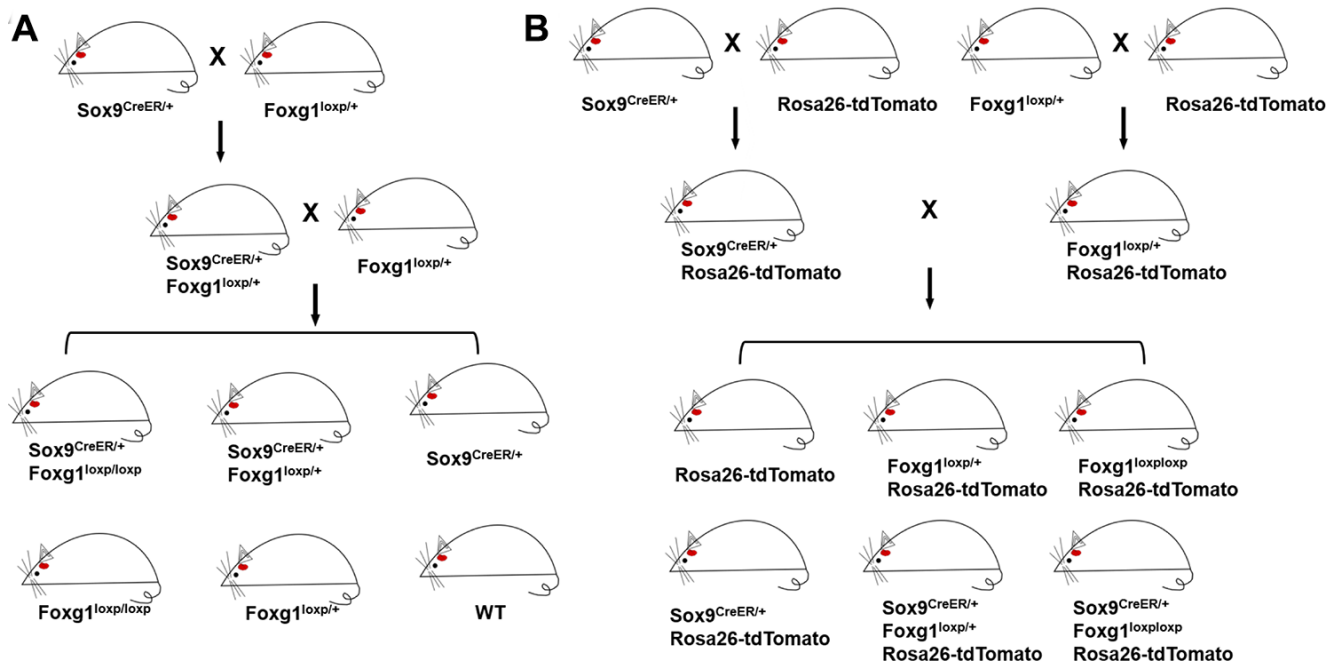 A
X
Sox9CreER/+
Foxg1loxp/+
X
Sox9CreER/+
Foxg1loxp/+
Foxg1loxp/+
Sox9CreER/+
Foxg1loxp/loxp
Sox9CreER/+
Foxg1loxp/+
Sox9CreER/+
Foxg1loxp/loxp
Foxg1loxp/+
WT
B
X
X
Sox9CreER/+
Rosa26-tdTomato
Foxg1loxp/+
Rosa26-tdTomato
X
Sox9CreER/+
Rosa26-tdTomato
Foxg1loxp/+
Rosa26-tdTomato
Rosa26-tdTomato
Foxg1loxp/+
Rosa26-tdTomato
Foxg1loxploxp
Rosa26-tdTomato
Sox9CreER/+
Rosa26-tdTomato
Sox9CreER/+
Foxg1loxp/+
Rosa26-tdTomato
Sox9CreER/+
Foxg1loxploxp
Rosa26-tdTomato